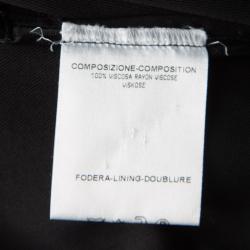 COMPOSIZIONE-COMPOSITION
100% VISCOSA RAYON VISCOSE
VISKOSE
FODERA-LINING-DOUBLURE